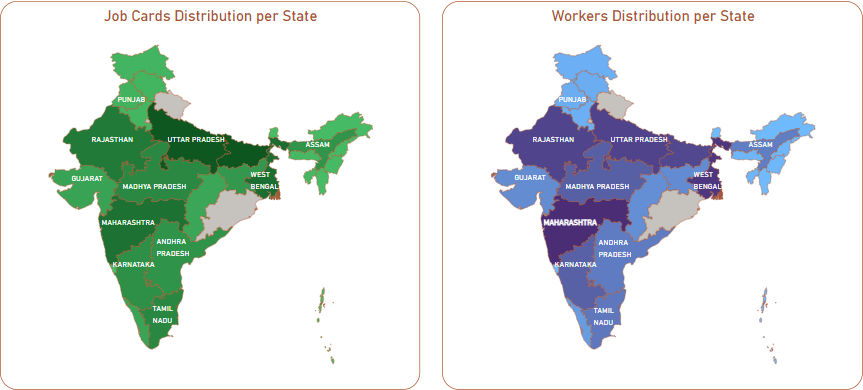 Job Cards Distribution per State
PUNJAB
RAJASTHAN
UTTAR PRADESH
ASSAM
GUJARAT
MADHYA PRADESH
WEST
BENGAL
MAHARASHTRA
ANDHRA
PRADESH
KARNATAKA
TAMIL
NADU
Workers Distribution per State
PUNJAB
RAJASTHAN
UTTAR PRADESH
ASSAM
GUJARAT
MADHYA PRADESH
WEST
BENGAL
MAHARASHTRA
ANDHRA
PRADESH
KARNATAKA
TAMIL
NADU